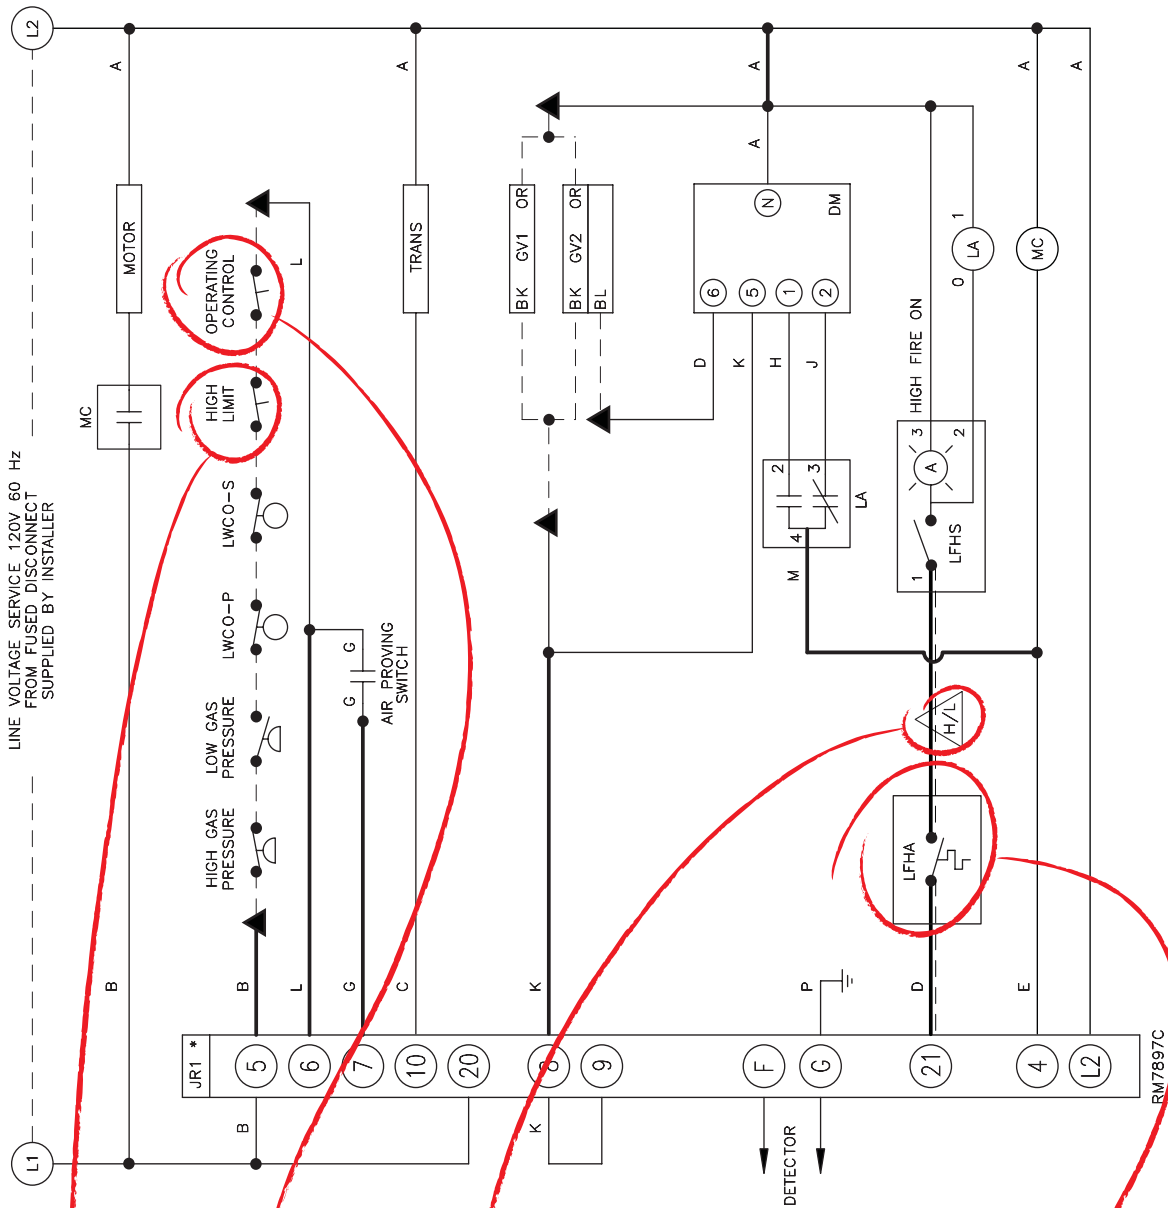 L2
L1
LINE VOLTAGE SERVICE 120V 60 Hz
FROM FUSED DISCONNECT
SUPPLIED BY INSTALLER
A
MOTOR
MC
B
OPERATING
CONTROL
HIGH
LIMIT
LWCO-S
LWCO-P
LOW GAS
PRESSURE
HIGH GAS
PRESSURE
B
B
L
L
G
G
G
AIR PROVING
SWITCH
A
TRANS
C
BK GV1 OR
BK GV2 OR
BL
K
K
A
A
N
DM
6
5
1
2
D
K
H
J
2
3
4
LA
M
HIGH FIRE ON
3
2
A
1
LFHS
1
LA
0
A
MC
A
H/L
LFHA
P
D
E
JR1 *
5
6
7
10
20
8
9
F
G
21
4
L2
RM7897C
DETECTOR